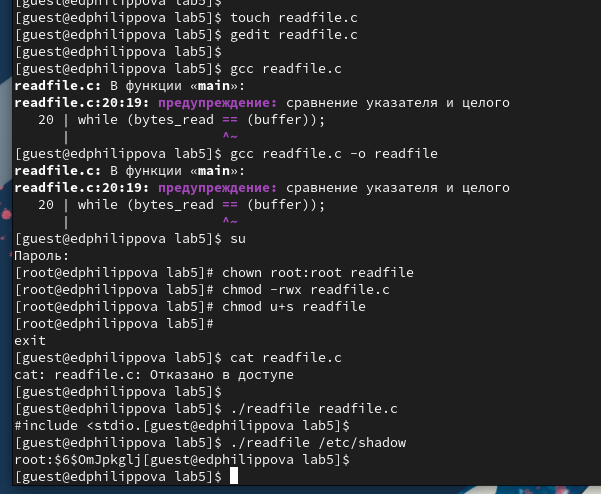 [guest@edphilippova lab5]$
[guest@edphilippova lab5]$ touch readfile.c
[guest@edphilippova lab5]$ gedit readfile.c
[guest@edphilippova lab5]$
[guest@edphilippova lab5]$ gcc readfile.c
readfile.c: В функции «main»:
readfile.c:20:19: предупреждение: сравнение указателя и целого
   20 | while (bytes_read == (buffer));
      |                   ^~
[guest@edphilippova lab5]$ gcc readfile.c -o readfile
readfile.c: В функции «main»:
readfile.c:20:19: предупреждение: сравнение указателя и целого
   20 | while (bytes_read == (buffer));
      |                   ^~
[guest@edphilippova lab5]$ su
Пароль:
[root@edphilippova lab5]# chown root:root readfile
[root@edphilippova lab5]# chmod -rwx readfile.c
[root@edphilippova lab5]# chmod u+s readfile
[root@edphilippova lab5]#
exit
[guest@edphilippova lab5]$ cat readfile.c
cat: readfile.c: Отказано в доступе
[guest@edphilippova lab5]$
[guest@edphilippova lab5]$ ./readfile readfile.c
#include <stdio.[guest@edphilippova lab5]$
[guest@edphilippova lab5]$ ./readfile /etc/shadow
root:$6$OmJpkglj[guest@edphilippova lab5]$
[guest@edphilippova lab5]$